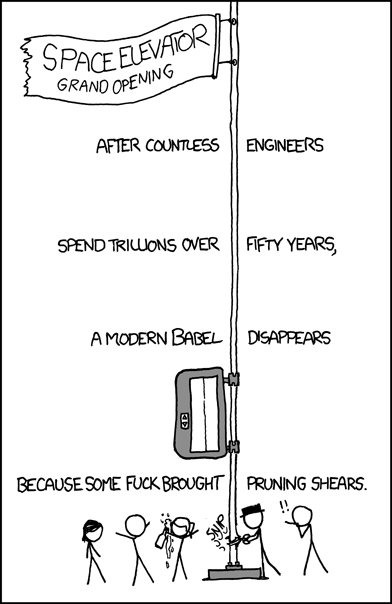 SPACE ELEVATOR
GRAND OPENING
AFTER COUNTLESS ENGINEERS
SPEND TRILLIONS OVER FIFTY YEARS,
A MODERN BABEL DISAPPEARS
BECAUSE SOME FUCK BROUGHT PRUNING SHEARS.
SNIP
!!